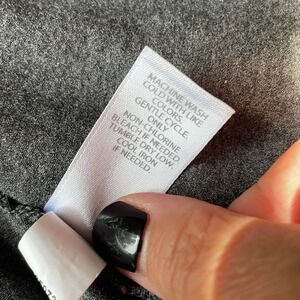 MACHINE WASH
COLD WITH LIKE
COLORS.
GENTLE CYCLE
ONLY
NON-CHLORINE
BLEACH IF NEEDED.
TUMBLE DRY LOW.
COOL IRON
IF NEEDED.